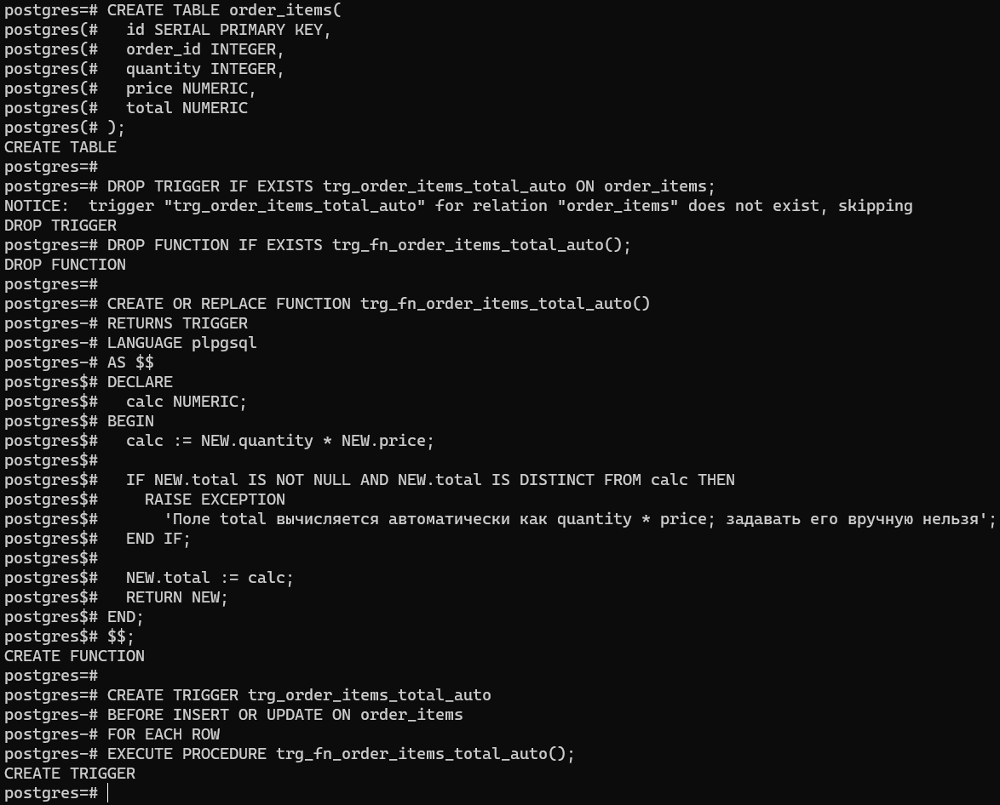 postgres=# CREATE TABLE order_items(
postgres(#   id SERIAL PRIMARY KEY,
postgres(#   order_id INTEGER,
postgres(#   quantity INTEGER,
postgres(#   price NUMERIC,
postgres(#   total NUMERIC
postgres(# );
CREATE TABLE
postgres=#
postgres=# DROP TRIGGER IF EXISTS trg_order_items_total_auto ON order_items;
NOTICE:  trigger "trg_order_items_total_auto" for relation "order_items" does not exist, skipping
DROP TRIGGER
postgres=# DROP FUNCTION IF EXISTS trg_fn_order_items_total_auto();
DROP FUNCTION
postgres=#
postgres=# CREATE OR REPLACE FUNCTION trg_fn_order_items_total_auto()
postgres-# RETURNS TRIGGER
postgres-# LANGUAGE plpgsql
postgres-# AS $$
postgres$# DECLARE
postgres$#   calc NUMERIC;
postgres$# BEGIN
postgres$#   calc := NEW.quantity * NEW.price;
postgres$#
postgres$#   IF NEW.total IS NOT NULL AND NEW.total IS DISTINCT FROM calc THEN
postgres$#     RAISE EXCEPTION
postgres$#       'Поле total вычисляется автоматически как quantity * price; задавать его вручную нельзя';
postgres$#   END IF;
postgres$#
postgres$#   NEW.total := calc;
postgres$#   RETURN NEW;
postgres$# END;
postgres$# $$;
CREATE FUNCTION
postgres=#
postgres=# CREATE TRIGGER trg_order_items_total_auto
postgres-# BEFORE INSERT OR UPDATE ON order_items
postgres-# FOR EACH ROW
postgres-# EXECUTE PROCEDURE trg_fn_order_items_total_auto();
CREATE TRIGGER
postgres=#